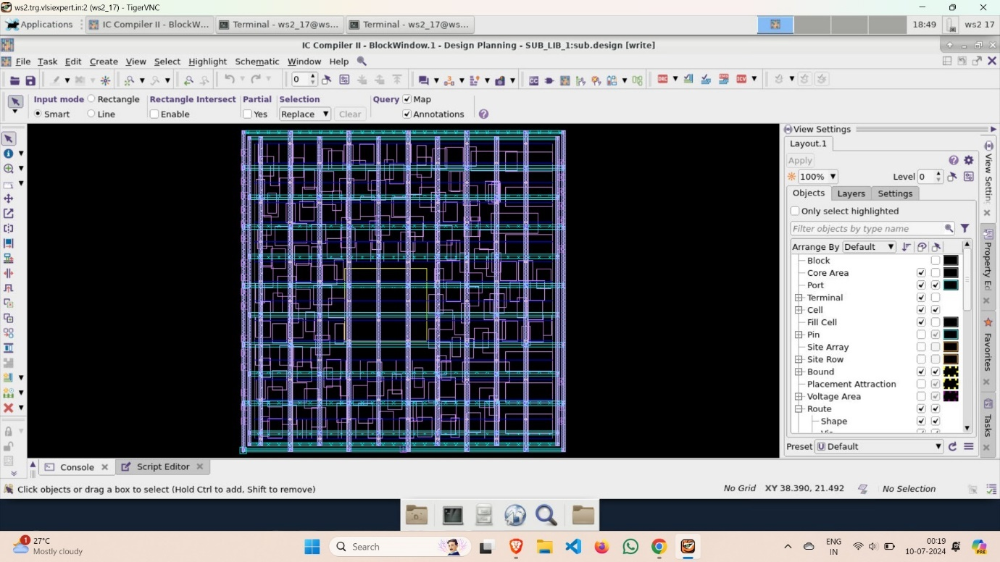 ws2.trg.vlsiexpert.in:2 (ws2_17) - TigerVNC
Applications
IC Compiler II - BlockW...
Terminal - ws2_17@ws...
Terminal - ws2_17@ws...
18:49
ws2 17
IC Compiler II - BlockWindow.1 - Design Planning - SUB_LIB_1:sub.design [write]
File Task Edit Create View Select Highlight Schematic Window Help
0
DRC
ICV
Input mode Rectangle Rectangle Intersect Partial Selection Query Map
Smart Line Enable Yes Replace Clear Annotations
View Settings
Layout.1
Apply
100% Level 0
Objects Layers Settings
Only select highlighted
Filter objects by type name
Arrange By Default
Block
Core Area
Port
Terminal
Cell
Fill Cell
Pin
Site Array
Site Row
Bound
Placement Attraction
Voltage Area
Route
Shape
Preset U Default
View Settin
Property Ed
Favorites
Tasks
Console
Script Editor
Click objects or drag a box to select (Hold Ctrl to add, Shift to remove)
No Grid XY 38.390, 21.492 No Selection
1
27°C
Mostly cloudy
Search
ENG
IN
00:19
10-07-2024
PRE